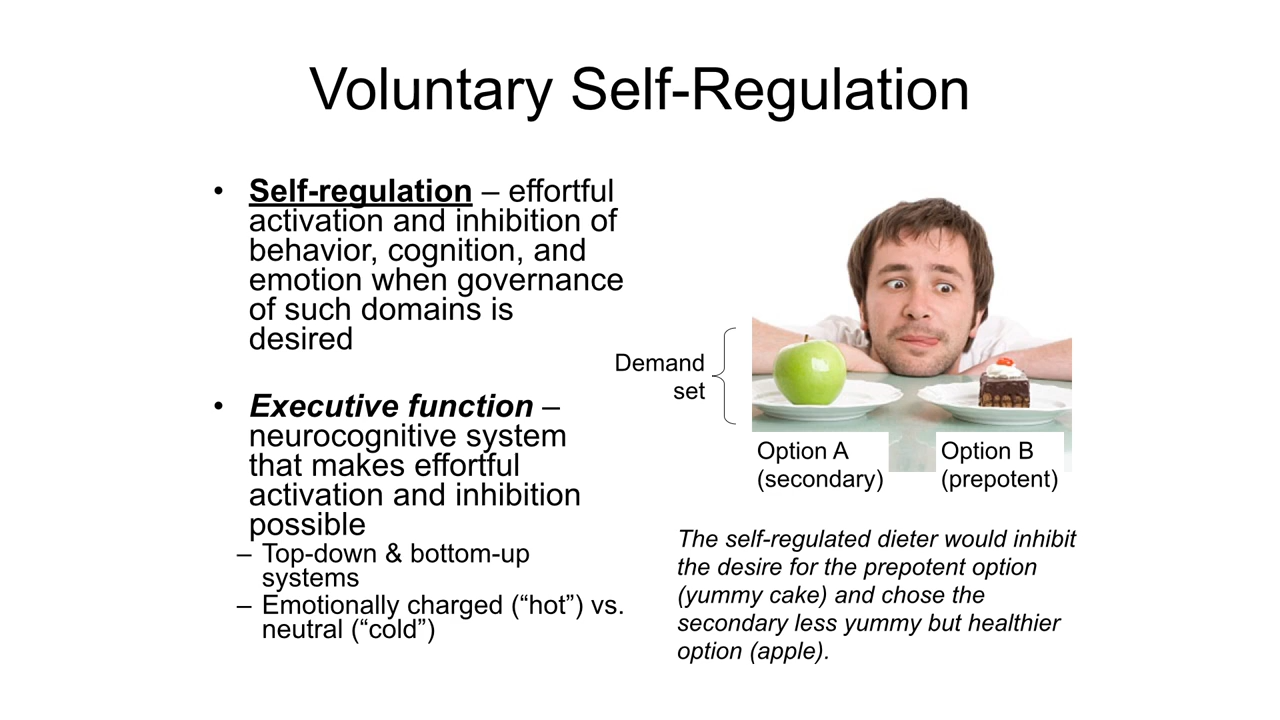 Voluntary Self-Regulation
• Self-regulation – effortful
activation and inhibition of
behavior, cognition, and
emotion when governance
of such domains is
desired
• Executive function –
neurocognitive system
that makes effortful
activation and inhibition
possible
– Top-down & bottom-up
systems
– Emotionally charged (“hot”) vs.
neutral (“cold”)
Demand
set
Option A
(secondary)
Option B
(prepotent)
The self-regulated dieter would inhibit
the desire for the prepotent option
(yummy cake) and chose the
secondary less yummy but healthier
option (apple).